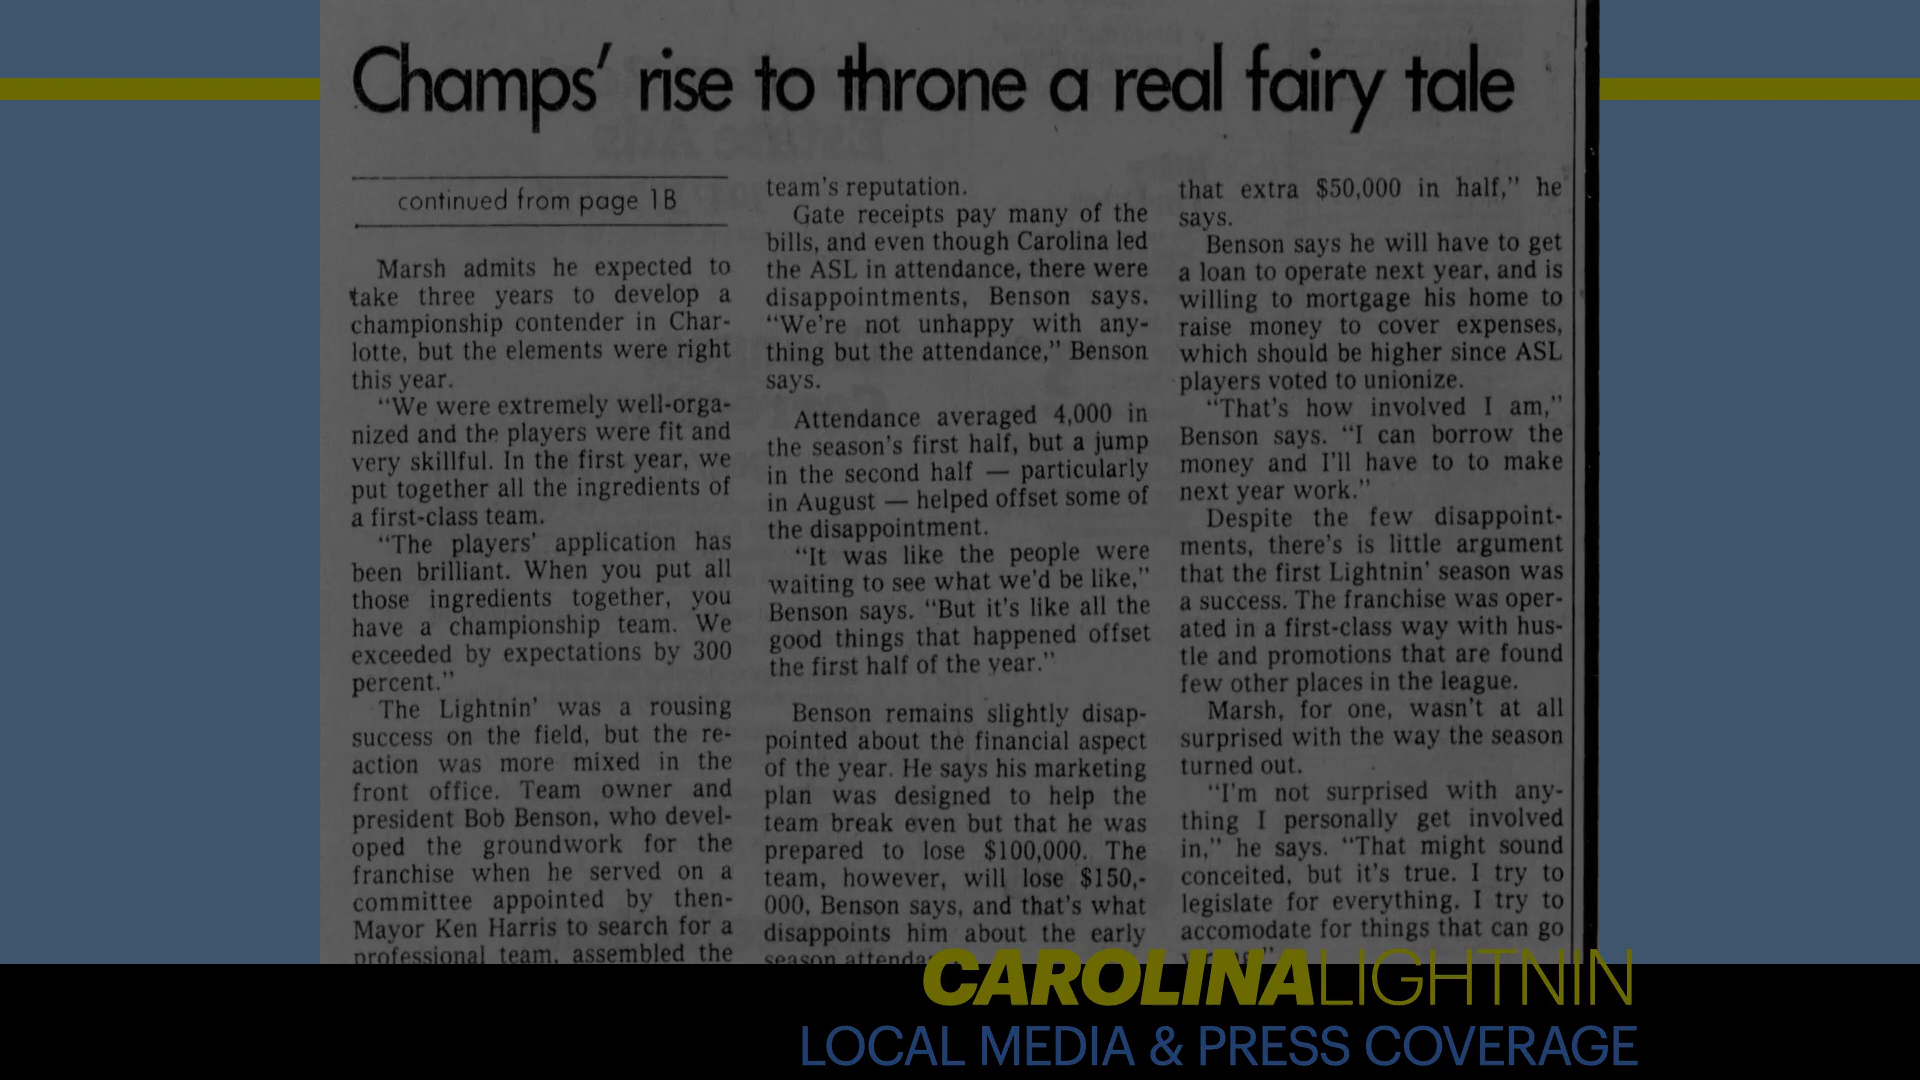 Champs' rise to throne a real fairy tale
continued from page 1B
Marsh admits he expected to
take three years to develop a
championship contender in Char-
lotte, but the elements were right
this year.
"We were extremely well-orga-
nized and the players were fit and
very skillful. In the first year, we
put together all the ingredients of
a first-class team.
"The players' application has
been brilliant. When you put all
those ingredients together, you
have a championship team. We
exceeded by expectations by 300
percent."
The Lightnin' was a rousing
success on the field, but the re-
action was more mixed in the
front office. Team owner and
president Bob Benson, who devel-
oped the groundwork for the
franchise when he served on a
committee appointed by then-
Mayor Ken Harris to search for a
professional team, assembled the
team's reputation.
Gate receipts pay many of the
bills, and even though Carolina led
the ASL in attendance, there were
disappointments, Benson says.
"We're not unhappy with any-
thing but the attendance," Benson
says.
Attendance averaged 4,000 in
the season's first half, but a jump
in the second half — particularly
in August — helped offset some of
the disappointment.
"It was like the people were
waiting to see what we'd be like,"
Benson says. "But it's like all the
good things that happened offset
the first half of the year."
Benson remains slightly disap-
pointed about the financial aspect
of the year. He says his marketing
plan was designed to help the
team break even but that he was
prepared to lose $100,000. The
team, however, will lose $150,-
000, Benson says, and that's what
disappoints him about the early
season
that extra $50,000 in half," he
says.
Benson says he will have to get
a loan to operate next year, and is
willing to mortgage his home to
raise money to cover expenses,
which should be higher since ASL
players voted to unionize.
"That's how involved I am,"
Benson says. "I can borrow the
money and I'll have to to make
next year work."
Despite the few disappoint-
ments, there's is little argument
that the first Lightnin' season was
a success. The franchise was oper-
ated in a first-class way with hus-
tle and promotions that are found
few other places in the league.
Marsh, for one, wasn't at all
surprised with the way the season
turned out.
"I'm not surprised with any-
thing I personally get involved
in," he says. "That might sound
conceited, but it's true. I try to
legislate for everything. I try to
accomodate for things that can go
CAROLINALIGHTNIN
LOCAL MEDIA & PRESS COVERAGE